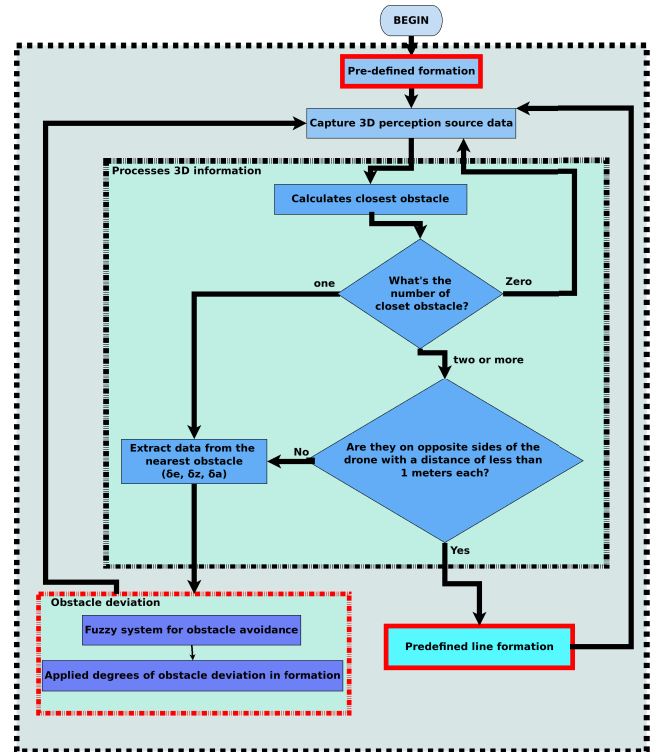 BEGIN
Pre-defined formation
Capture 3D perception source data
Processes 3D information
Calculates closest obstacle
What's the
number of
closet obstacle?
one
Zero
two or more
Are they on opposite sides of the
drone with a distance of less than
1 meters each?
No
Extract data from the
nearest obstacle
(δe, δz, δa)
Yes
Obstacle deviation
Fuzzy system for obstacle avoidance
Applied degrees of obstacle deviation in formation
Predefined line formation